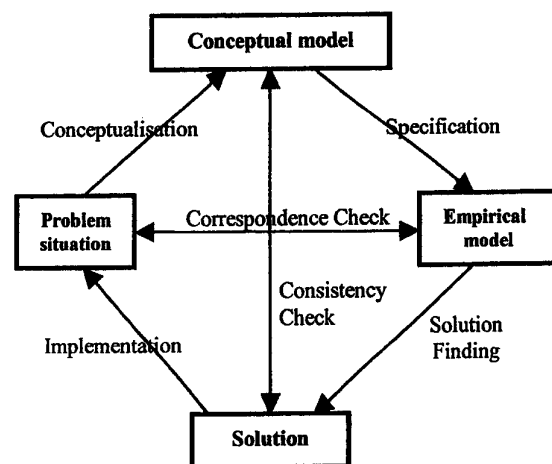 Conceptual model
Conceptualisation
Specification
Problem
situation
Correspondence Check
Empirical
model
Consistency
Check
Solution
Finding
Implementation
Solution